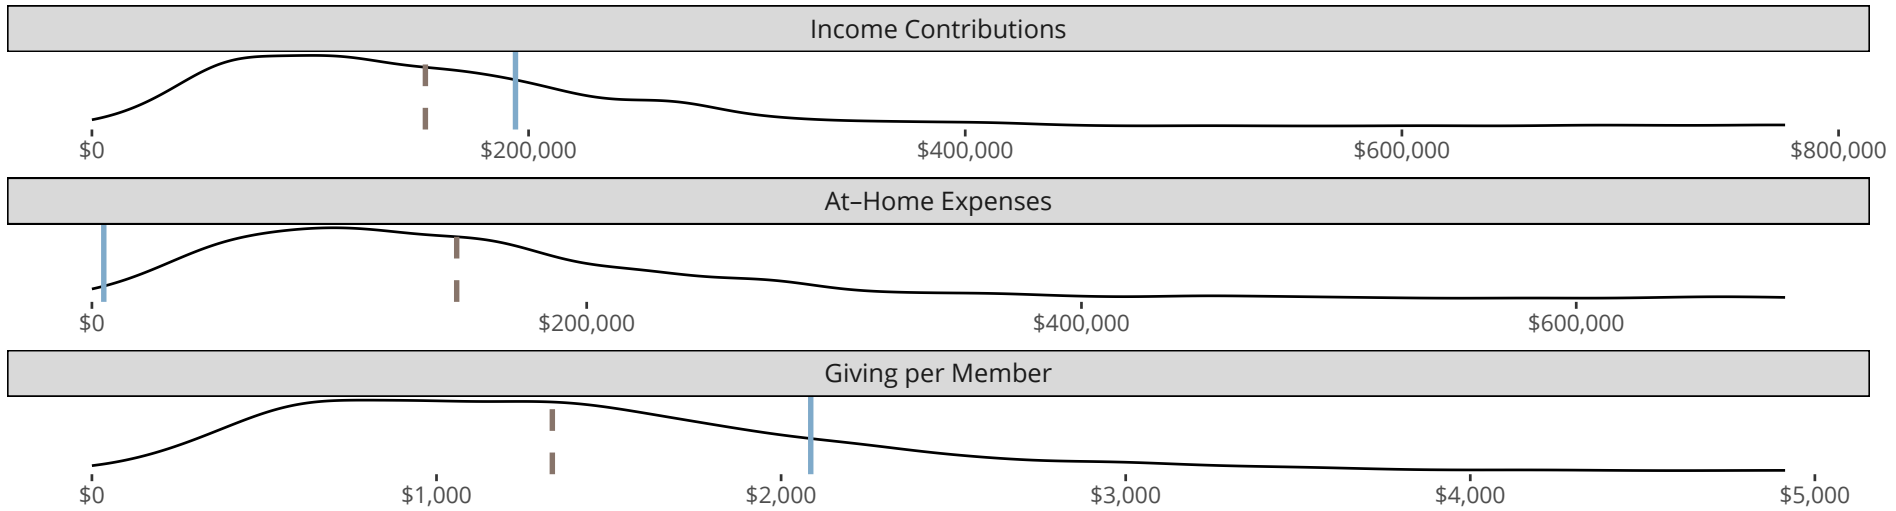 Income Contributions
$0 $200,000 $400,000 $600,000 $800,000
At–Home Expenses
$0 $200,000 $400,000 $600,000
Giving per Member
$0 $1,000 $2,000 $3,000 $4,000 $5,000